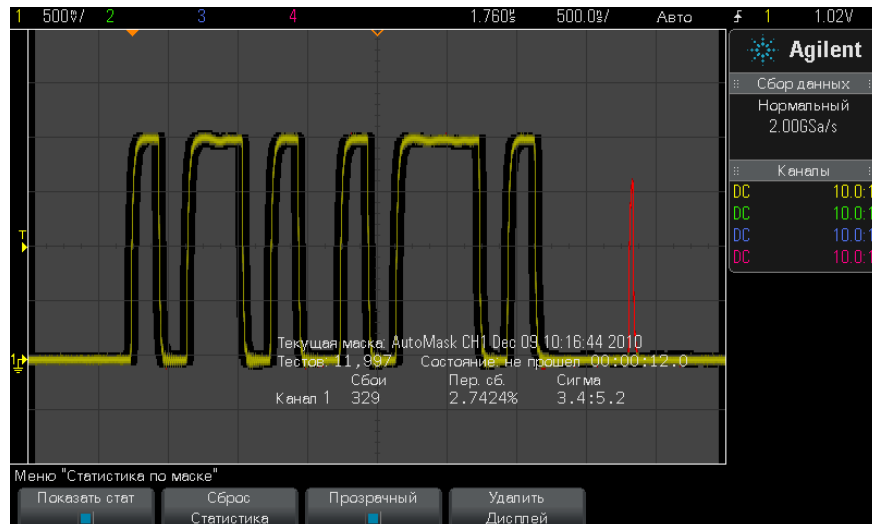 1 500⅟/ 2 3 4 1.760s 500.0s/ Авто 1 1.02V
Agilent
Сбор данных
Нормальный
2.00GSa/s
Каналы
DC 10.0:1
DC 10.0:1
DC 10.0:1
DC 10.0:1
T
1
Текущая маска: AutoMask CH1 Dec 09 10:16:44 2010
Тестов: 11,997 Состояние: не прошел 00:00:12.0
Сбои Пер. сб. Сигма
Канал 1 329 2.7424% 3.4:5.2
Меню "Статистика по маске"
Показать стат Сброс Прозрачный Удалить
Статистика Дисплей